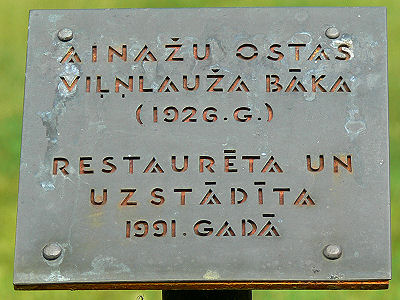 AINAŽU OSTAS
VIĻŅLAUŽA BĀKA
(1926.G.)
RESTAURĒTA UN
UZSTĀDĪTA
1991.GADĀ